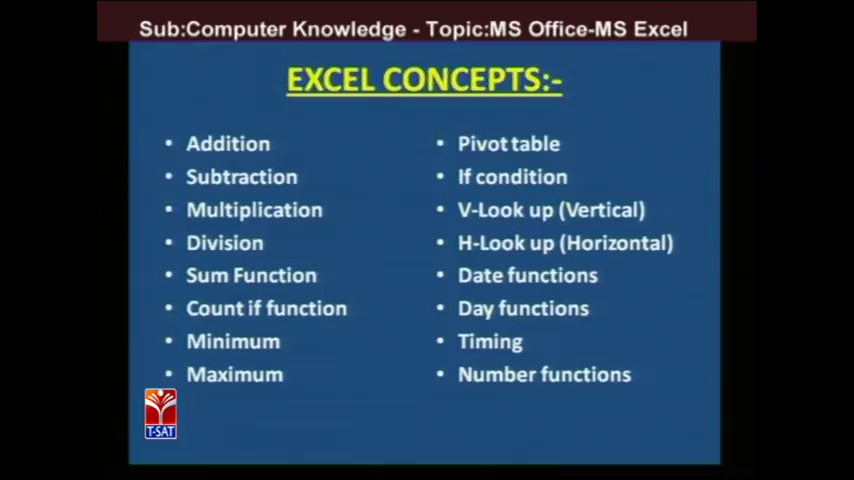 Sub:Computer Knowledge - Topic:MS Office-MS Excel
EXCEL CONCEPTS:-
• Addition
• Subtraction
• Multiplication
• Division
• Sum Function
• Count if function
• Minimum
• Maximum
• Pivot table
• If condition
• V-Look up (Vertical)
• H-Look up (Horizontal)
• Date functions
• Day functions
• Timing
• Number functions
T-SAT